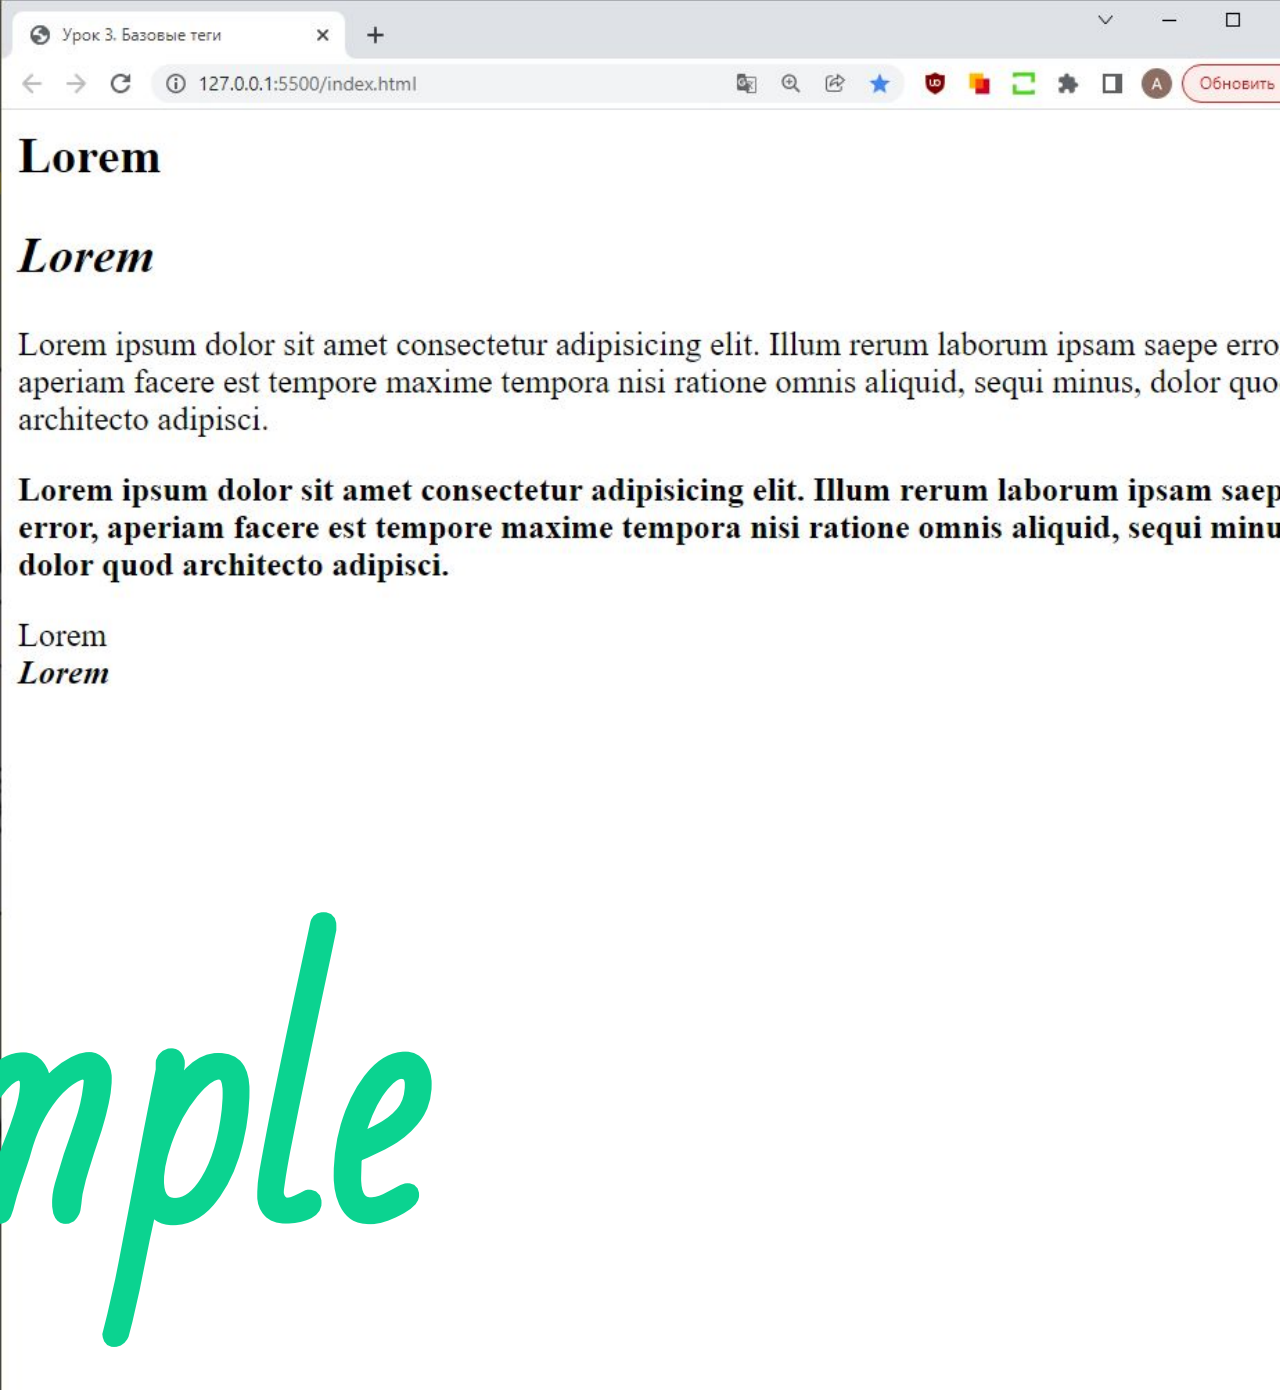 Урок 3. Базовые теги
127.0.0.1:5500/index.html
A
Обновить
Lorem
Lorem
Lorem ipsum dolor sit amet consectetur adipisicing elit. Illum rerum laborum ipsam saepe erro
aperiam facere est tempore maxime tempora nisi ratione omnis aliquid, sequi minus, dolor quo
architecto adipisci.
Lorem ipsum dolor sit amet consectetur adipisicing elit. Illum rerum laborum ipsam saep
error, aperiam facere est tempore maxime tempora nisi ratione omnis aliquid, sequi minu
dolor quod architecto adipisci.
Lorem
Lorem
mple